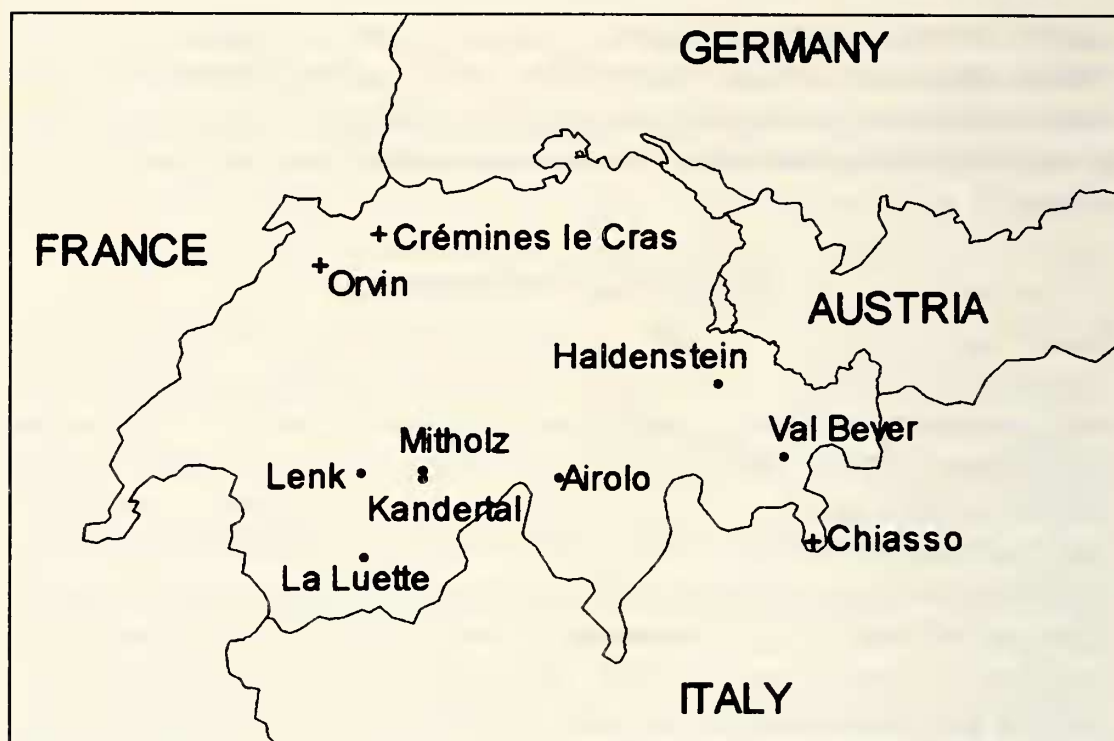 GERMANY
FRANCE
+Crémines le Cras
+Orvin
AUSTRIA
Haldenstein
Val Bever
Mitholz
Lenk
Airolo
Kandertal
+Chiasso
La Luette
ITALY